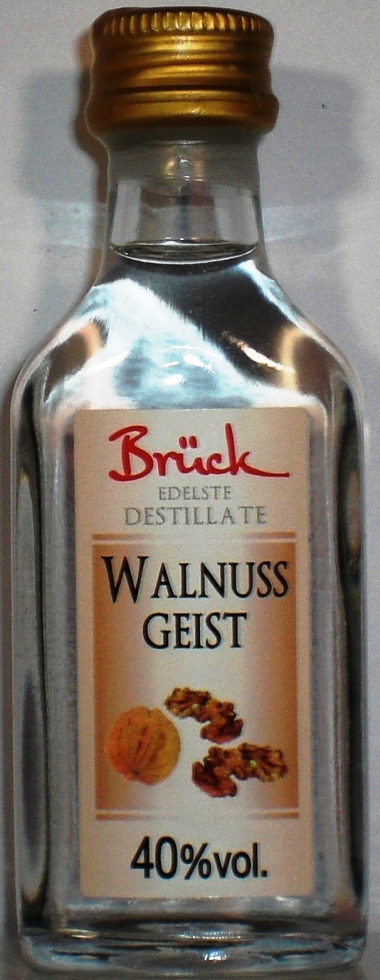 Brück
EDELSTE
DESTILLATE
WALNUSS
GEIST
40%vol.